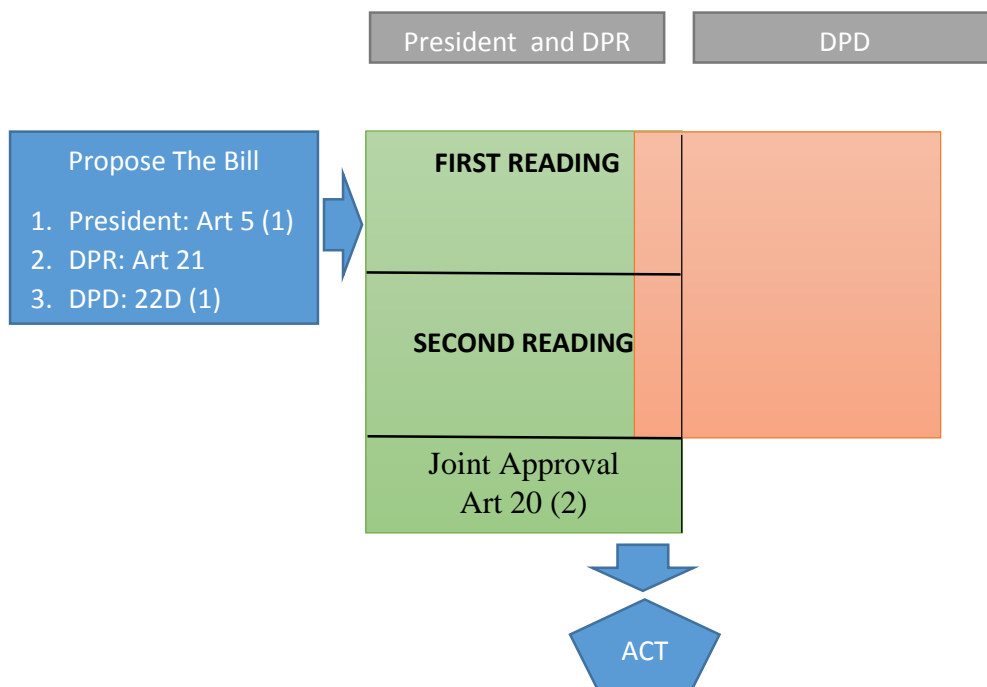 President and DPR
DPD
Propose The Bill
1. President: Art 5 (1)
2. DPR: Art 21
3. DPD: 22D (1)
FIRST READING
SECOND READING
Joint Approval
Art 20 (2)
ACT